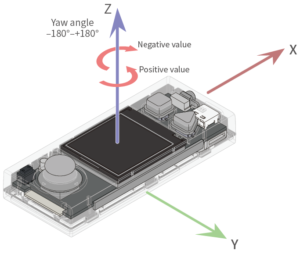 Z
Yaw angle
–180°–+180°
Negative value
X
Positive value
Y